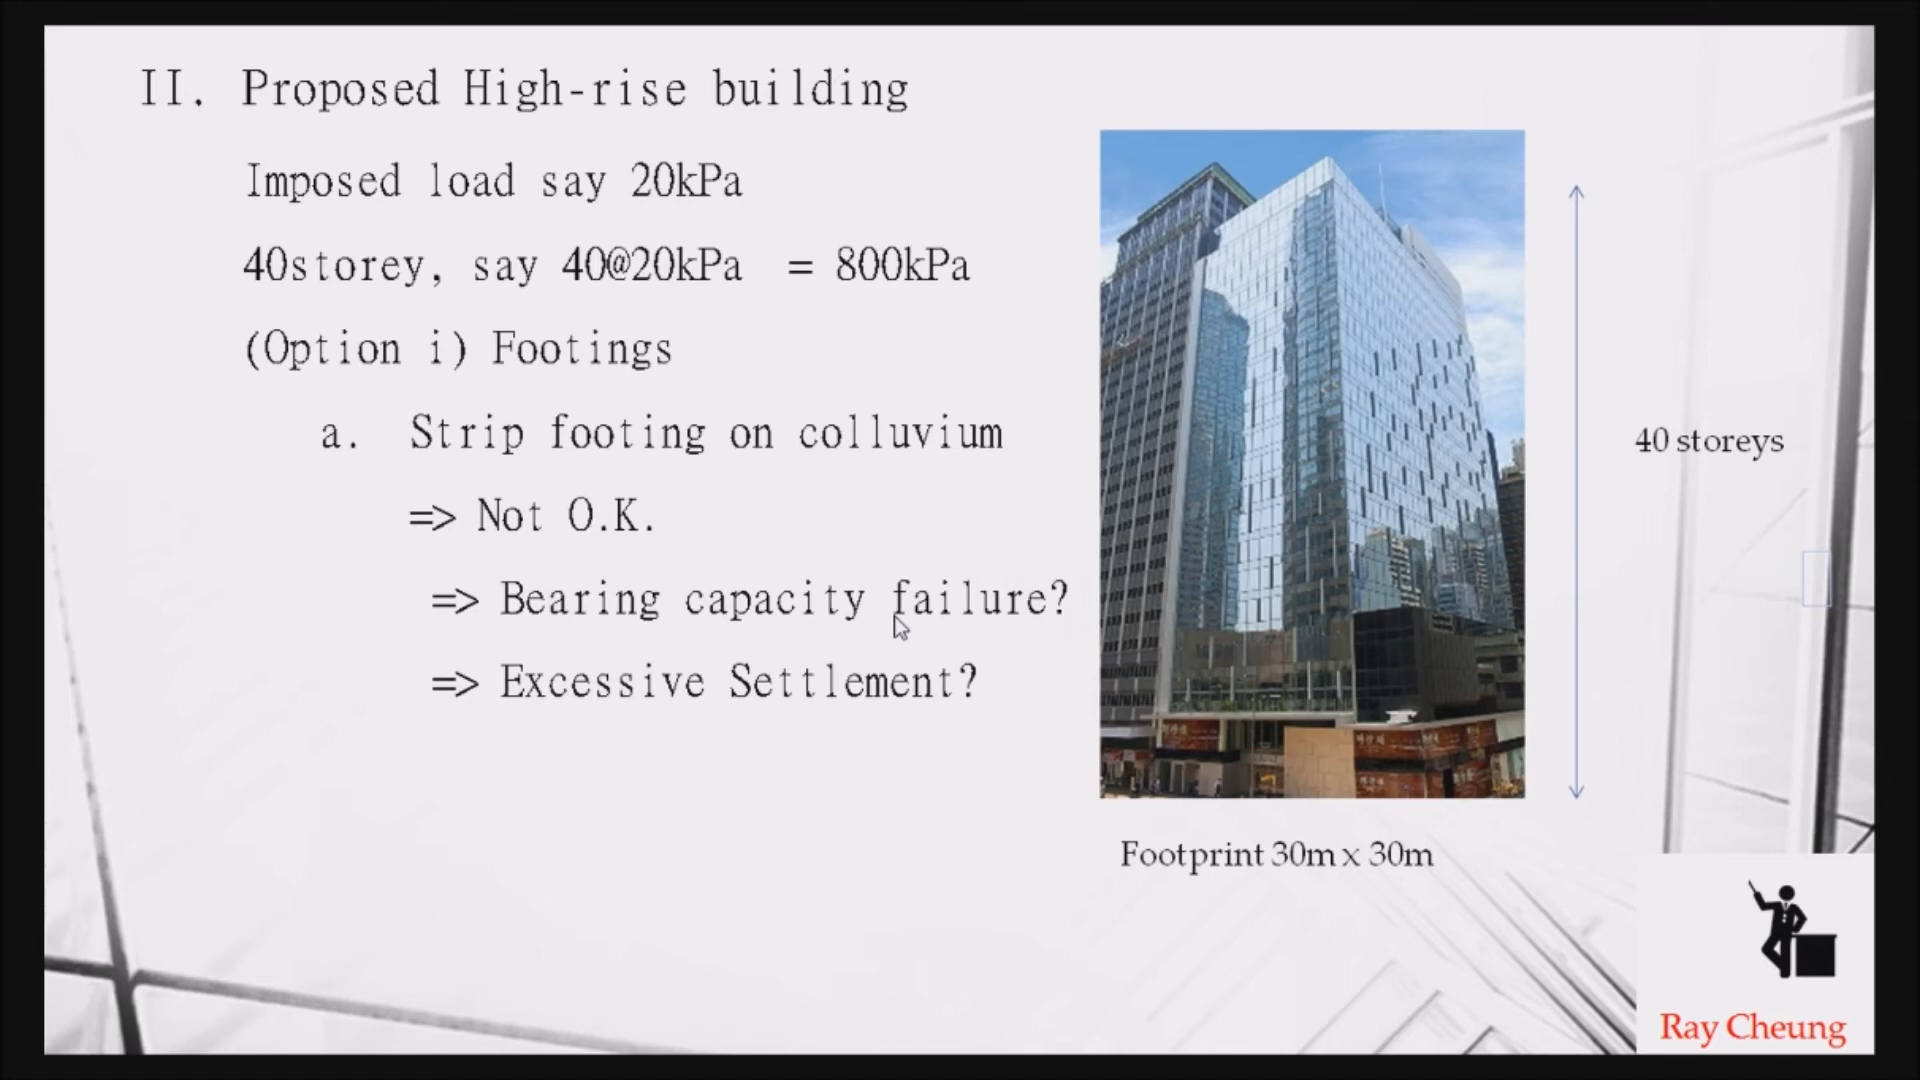 II. Proposed High-rise building
Imposed load say 20kPa
40storey, say 40@20kPa = 800kPa
(Option i) Footings
a. Strip footing on colluvium
=> Not O.K.
=> Bearing capacity failure?
=> Excessive Settlement?
40 storeys
Footprint 30m x 30m
Ray Cheung